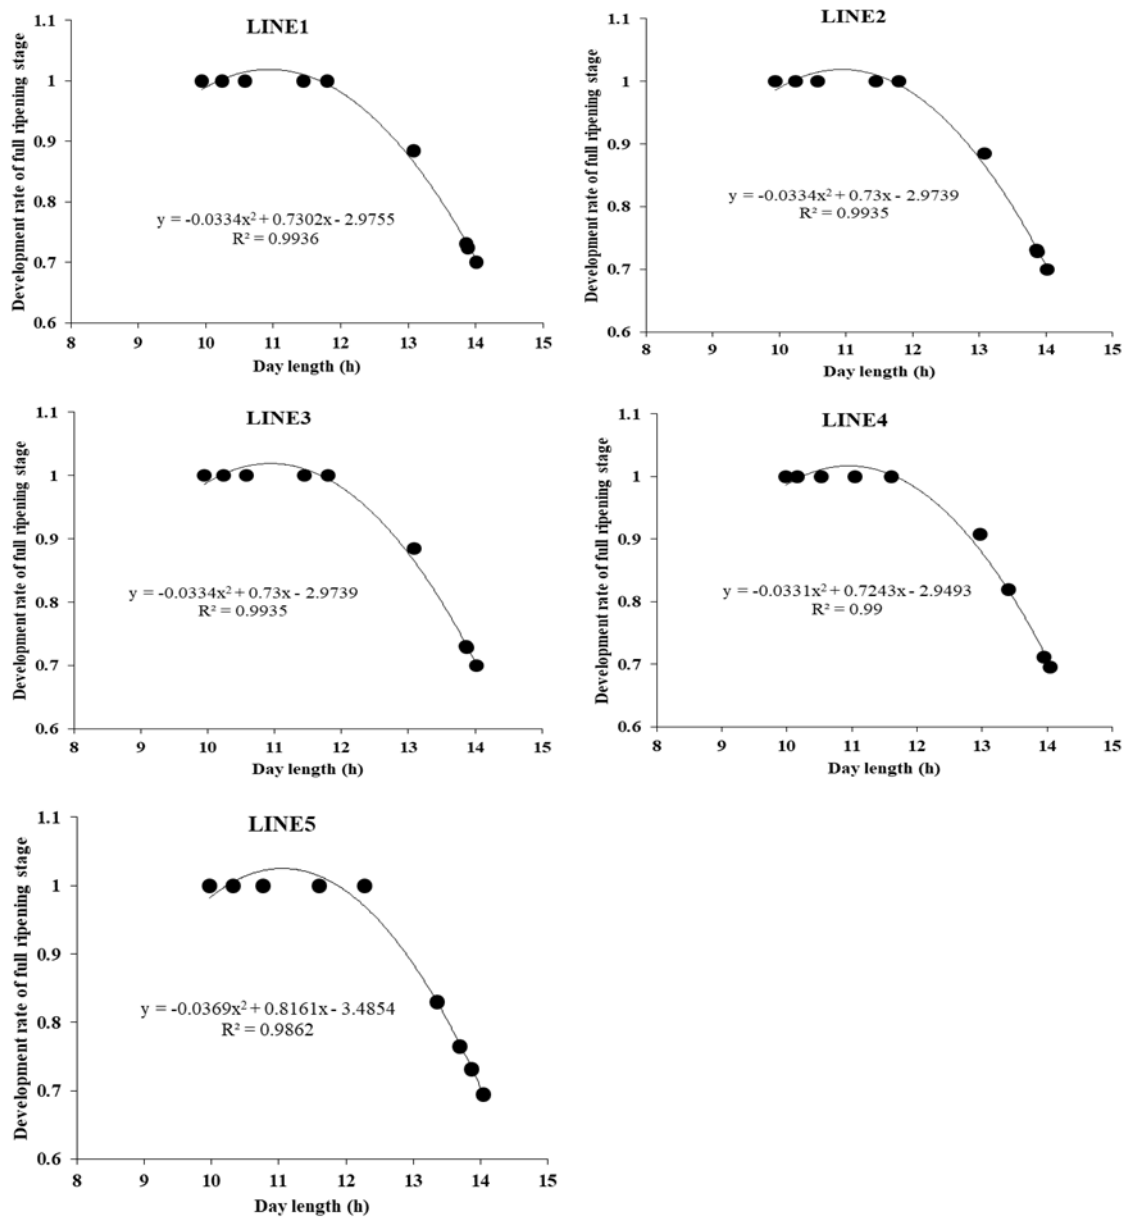 LINE1
Development rate of full ripening stage
1.1
1
0.9
0.8
0.7
0.6
y = -0.0334x² + 0.7302x - 2.9755
R² = 0.9936
8 9 10 11 12 13 14 15
Day length (h)
LINE2
Development rate of full ripening stage
1.1
1
0.9
0.8
0.7
0.6
y = -0.0334x² + 0.73x - 2.9739
R² = 0.9935
8 9 10 11 12 13 14 15
Day length (h)
LINE3
Development rate of full ripening stage
1.1
1
0.9
0.8
0.7
0.6
y = -0.0334x² + 0.73x - 2.9739
R² = 0.9935
8 9 10 11 12 13 14 15
Day length (h)
LINE4
Development rate of full ripening stage
1.1
1
0.9
0.8
0.7
0.6
y = -0.0331x² + 0.7243x - 2.9493
R² = 0.99
8 9 10 11 12 13 14 15
Day length (h)
LINE5
Development rate of full ripening stage
1.1
1
0.9
0.8
0.7
0.6
y = -0.0369x² + 0.8161x - 3.4854
R² = 0.9862
8 9 10 11 12 13 14 15
Day length (h)